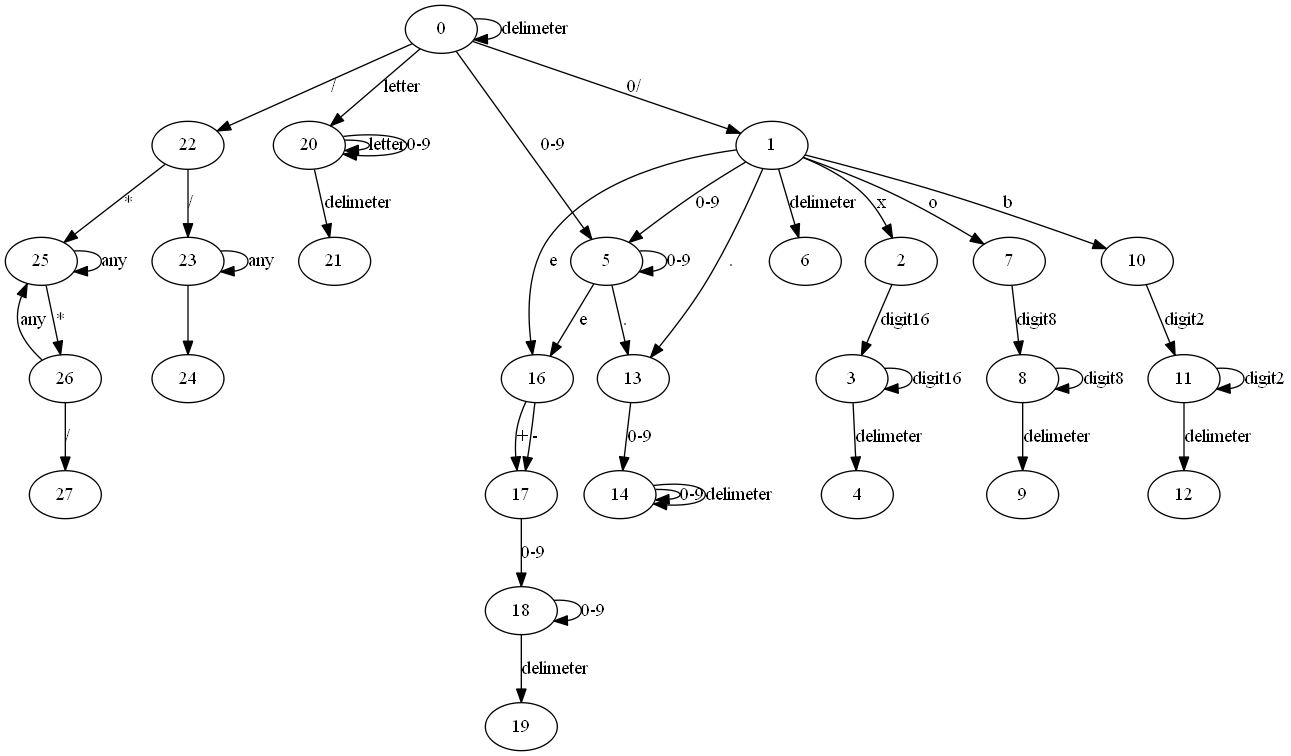 0 delimeter
/ letter 0-9 0/
22 20 letter 0-9 1
* / delimeter e 0-9 . delimeter x o b
25 any 23 any 21 5 0-9 6 2 7 10
any * e . digit16 digit8 digit2
26 24 16 13 3 digit16 8 digit8 11 digit2
/ + - 0-9 delimeter delimeter delimeter
27 17 14 0-9 delimeter 4 9 12
0-9
18 0-9
delimeter
19